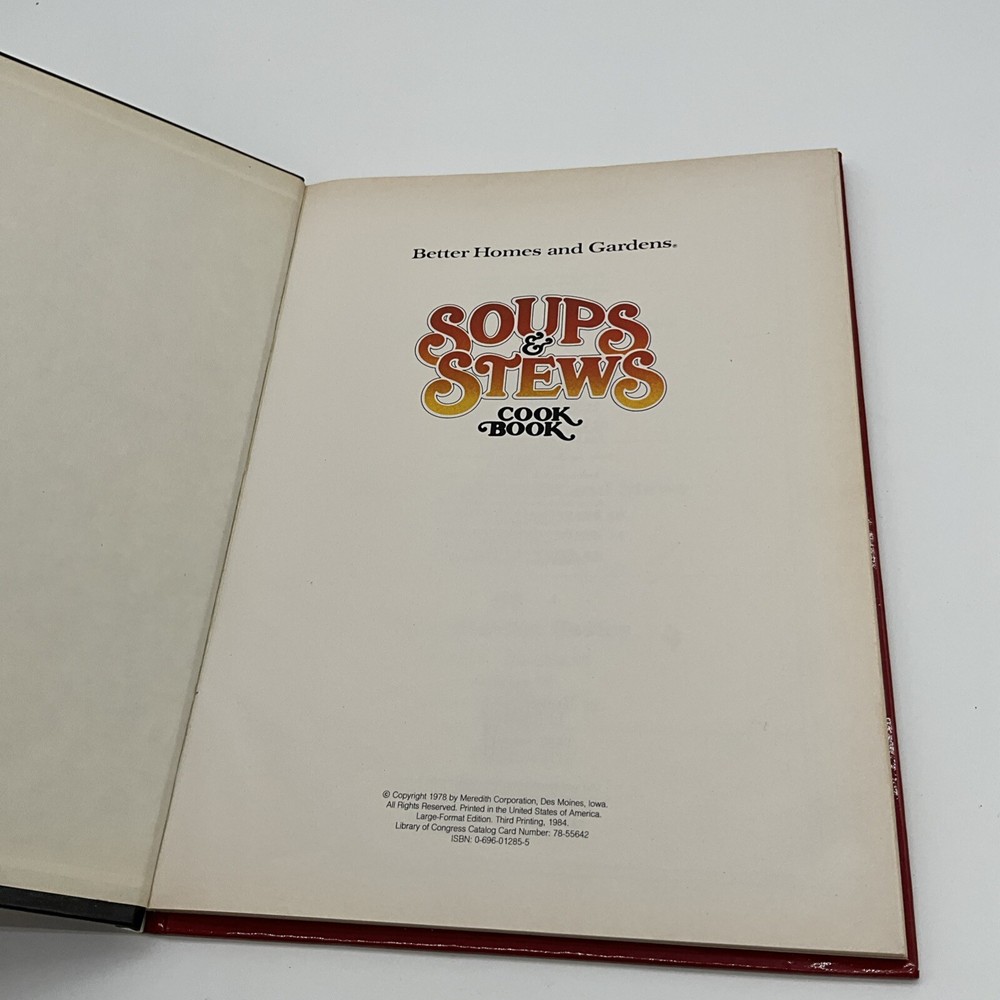 Better Homes and Gardens®
SOUPS
&
STEWS
COOK
BOOK
© Copyright 1978 by Meredith Corporation, Des Moines, Iowa.
All Rights Reserved. Printed in the United States of America.
Large-Format Edition. Third Printing, 1984.
Library of Congress Catalog Card Number: 78-55642
ISBN: 0-696-01285-5